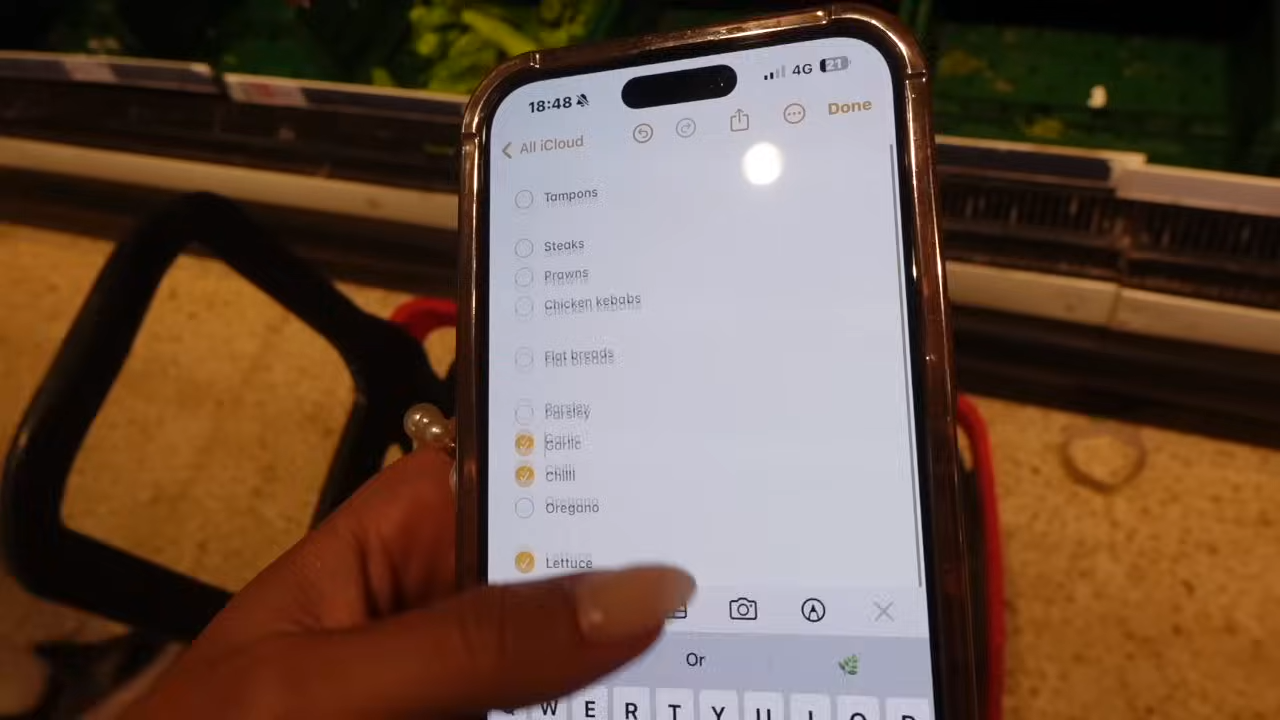 18:48
4G 21
All iCloud
Done
Tampons
Steaks
Prawns
Chicken kebabs
Flat breads
Parsley
Garlic
Chilli
Oregano
Lettuce
Or
W E R T Y U